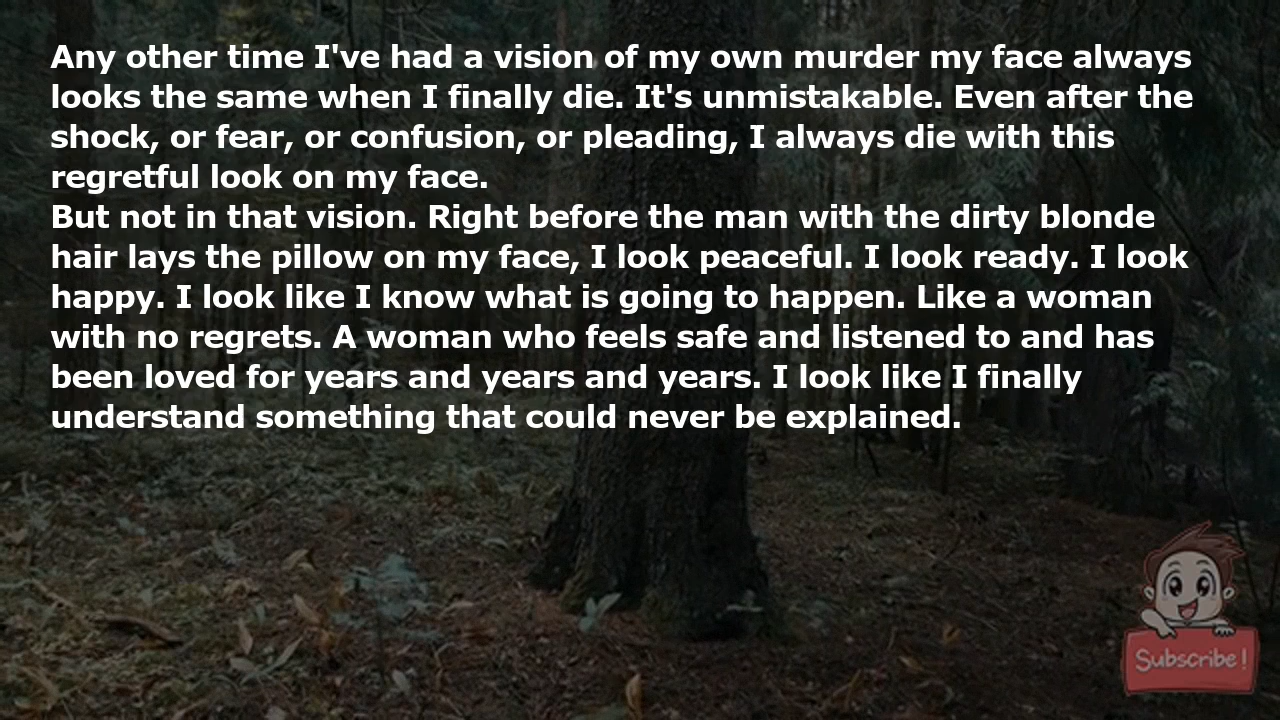 Any other time I've had a vision of my own murder my face always
looks the same when I finally die. It's unmistakable. Even after the
shock, or fear, or confusion, or pleading, I always die with this
regretful look on my face.
But not in that vision. Right before the man with the dirty blonde
hair lays the pillow on my face, I look peaceful. I look ready. I look
happy. I look like I know what is going to happen. Like a woman
with no regrets. A woman who feels safe and listened to and has
been loved for years and years and years. I look like I finally
understand something that could never be explained.
Subscribe!